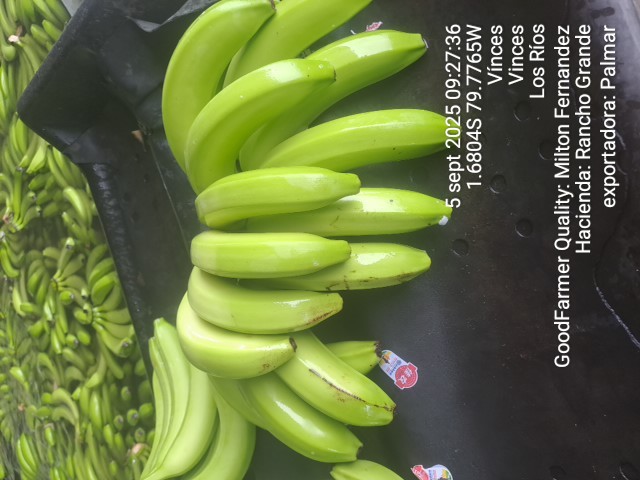 5 sept 2025 09:27:36
1.6804S 79.7765W
Vínces
Vinces
Los Ríos
GoodFarmer Quality: Milton Fernandez
Hacienda: Rancho Grande
exportadora: Palmar